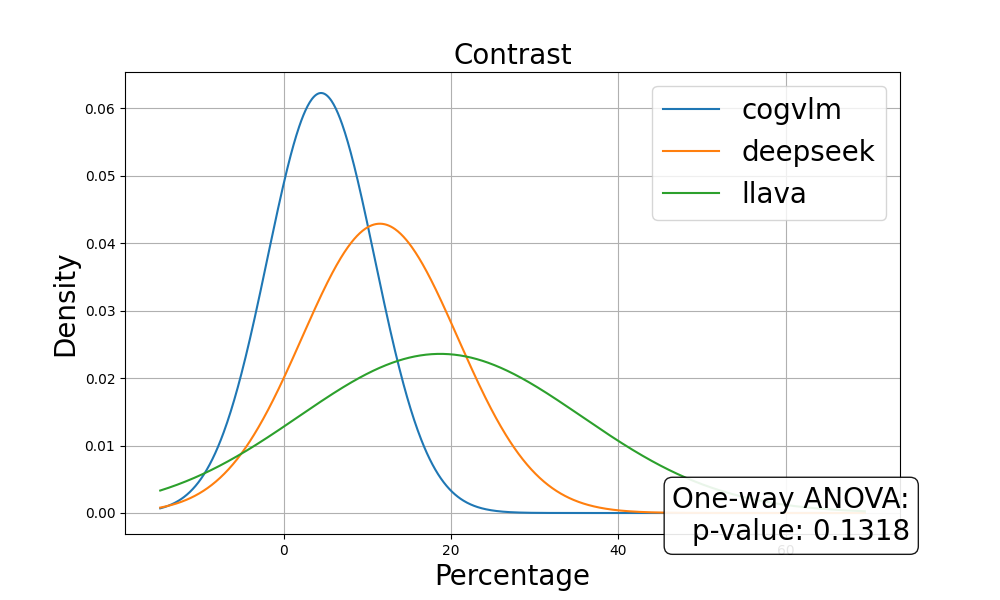 Contrast
cogvlm
deepseek
llava
Density
0.06
0.05
0.04
0.03
0.02
0.01
0.00
One-way ANOVA:
p-value: 0.1318
0
20
40
60
Percentage